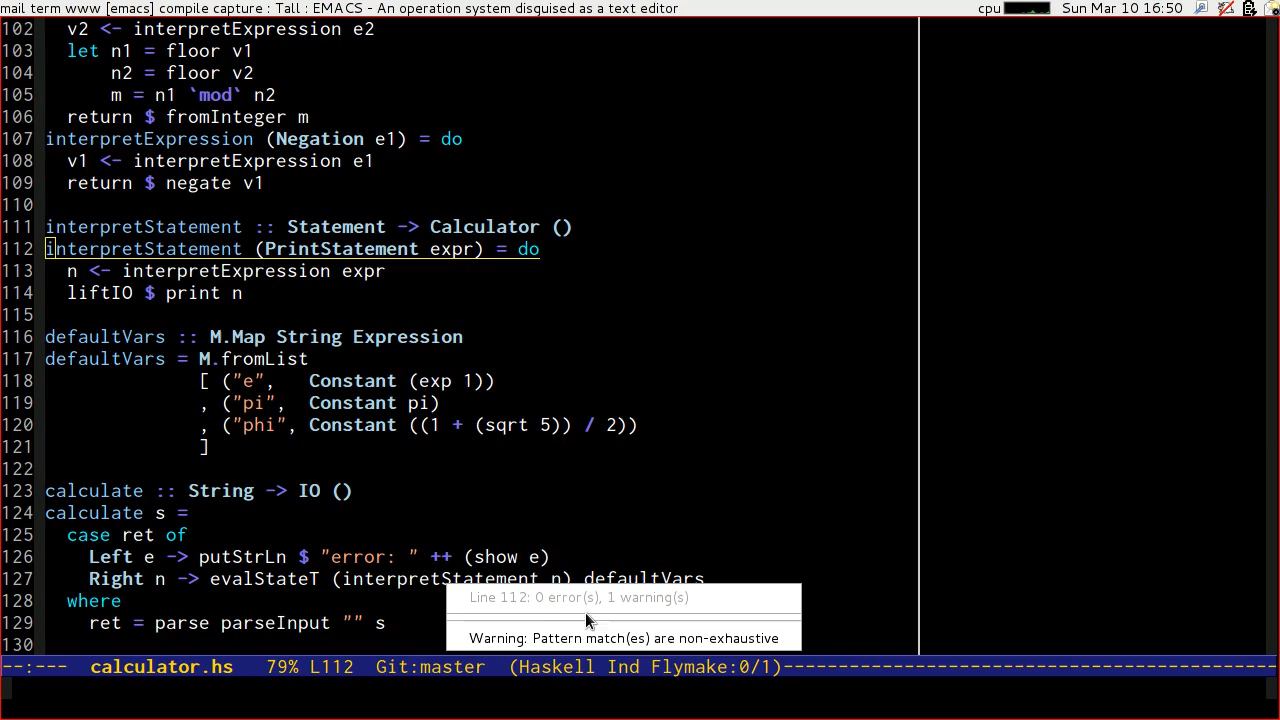 mail term www [emacs] compile capture : Tall : EMACS - An operation system disguised as a text editor cpu Sun Mar 10 16:50
102   v2 <- interpretExpression e2
103   let n1 = floor v1
104       n2 = floor v2
105       m = n1 `mod` n2
106   return $ fromInteger m
107 interpretExpression (Negation e1) = do
108   v1 <- interpretExpression e1
109   return $ negate v1
110
111 interpretStatement :: Statement -> Calculator ()
112 interpretStatement (PrintStatement expr) = do
113   n <- interpretExpression expr
114   liftIO $ print n
115
116 defaultVars :: M.Map String Expression
117 defaultVars = M.fromList
118               [ ("e",   Constant (exp 1))
119               , ("pi",  Constant pi)
120               , ("phi", Constant ((1 + (sqrt 5)) / 2))
121               ]
122
123 calculate :: String -> IO ()
124 calculate s =
125   case ret of
126     Left e -> putStrLn $ "error: " ++ (show e)
127     Right n -> evalStateT (interpretStatement n) defaultVars
128   where
129     ret = parse parseInput "" s
130
Line 112: 0 error(s), 1 warning(s)
Warning: Pattern match(es) are non-exhaustive
--:---  calculator.hs   79% L112  Git:master  (Haskell Ind Flymake:0/1)---------------------------------------------